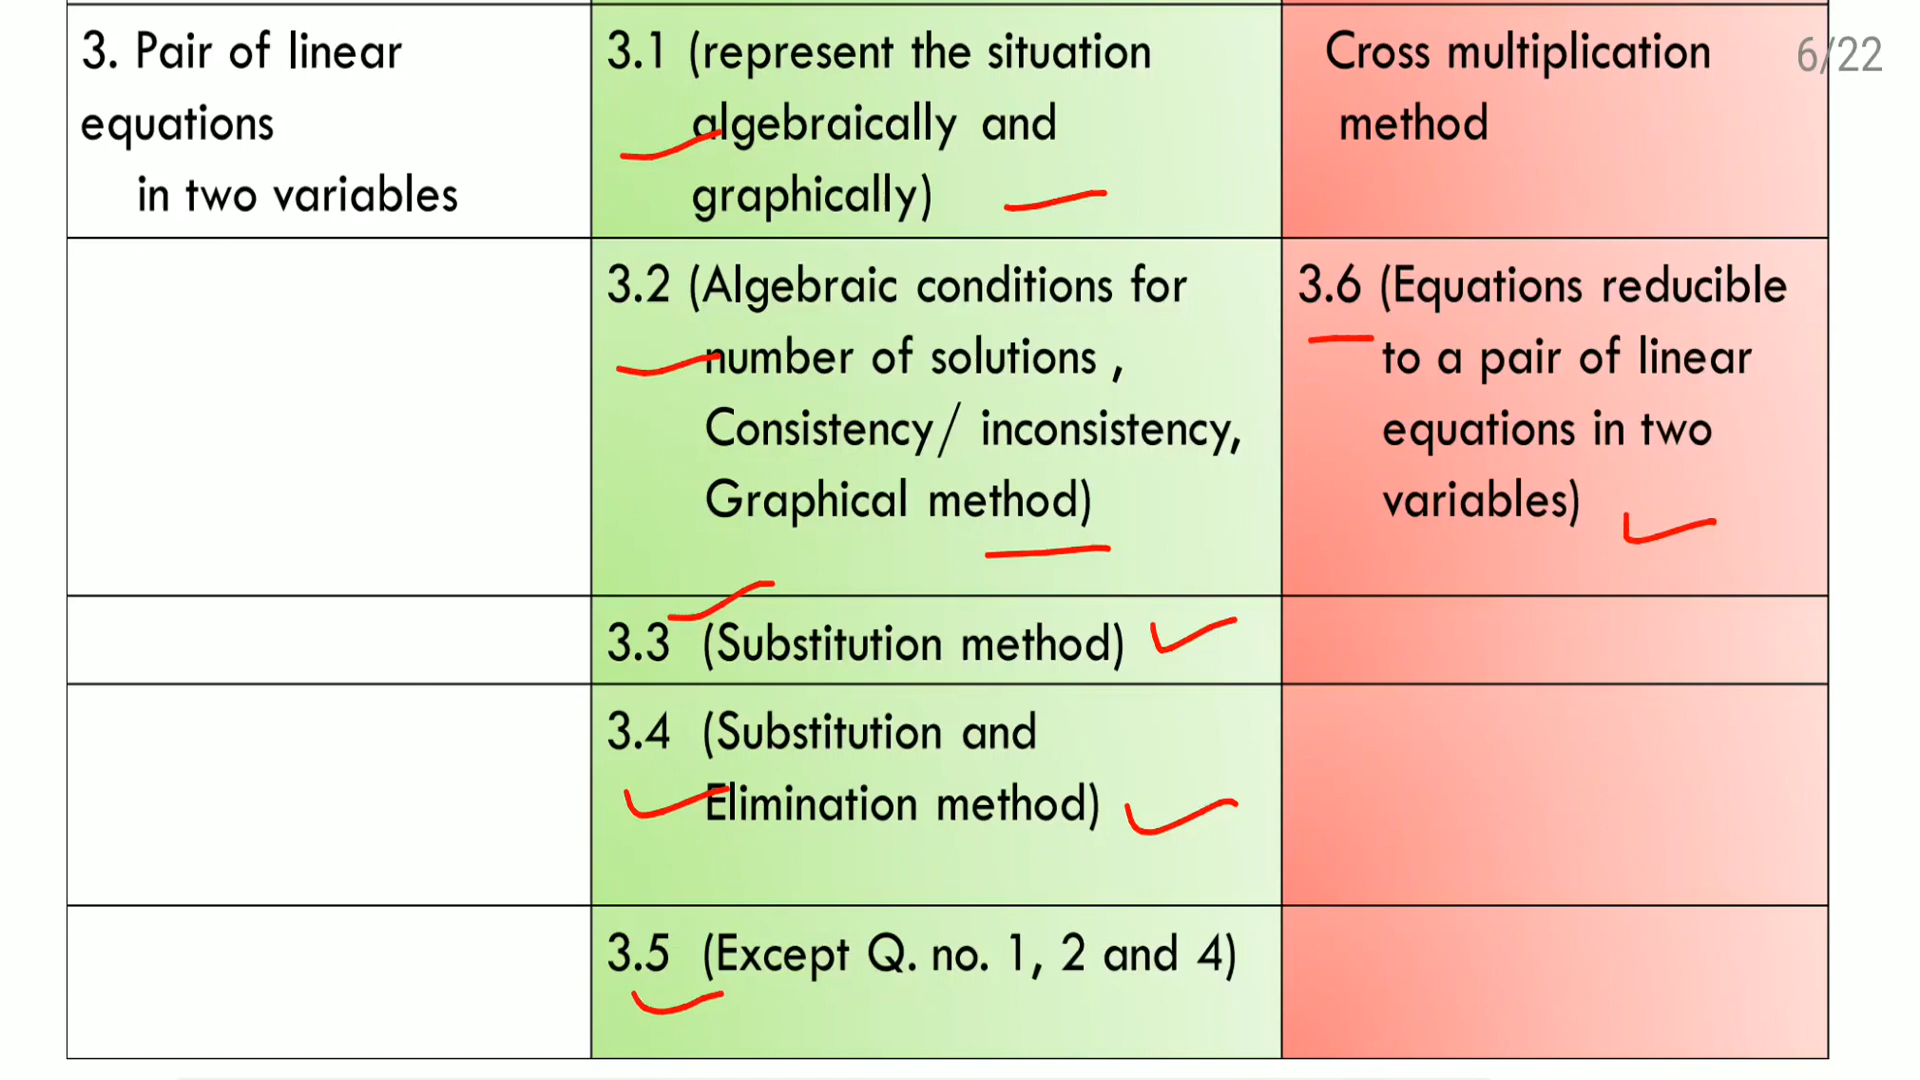 3. Pair of linear
equations
in two variables
3.1 (represent the situation
algebraically and
graphically)
Cross multiplication
method
6/22
3.2 (Algebraic conditions for
number of solutions ,
Consistency/ inconsistency,
Graphical method)
3.6 (Equations reducible
to a pair of linear
equations in two
variables)
3.3 (Substitution method)
3.4 (Substitution and
Elimination method)
3.5 (Except Q. no. 1, 2 and 4)